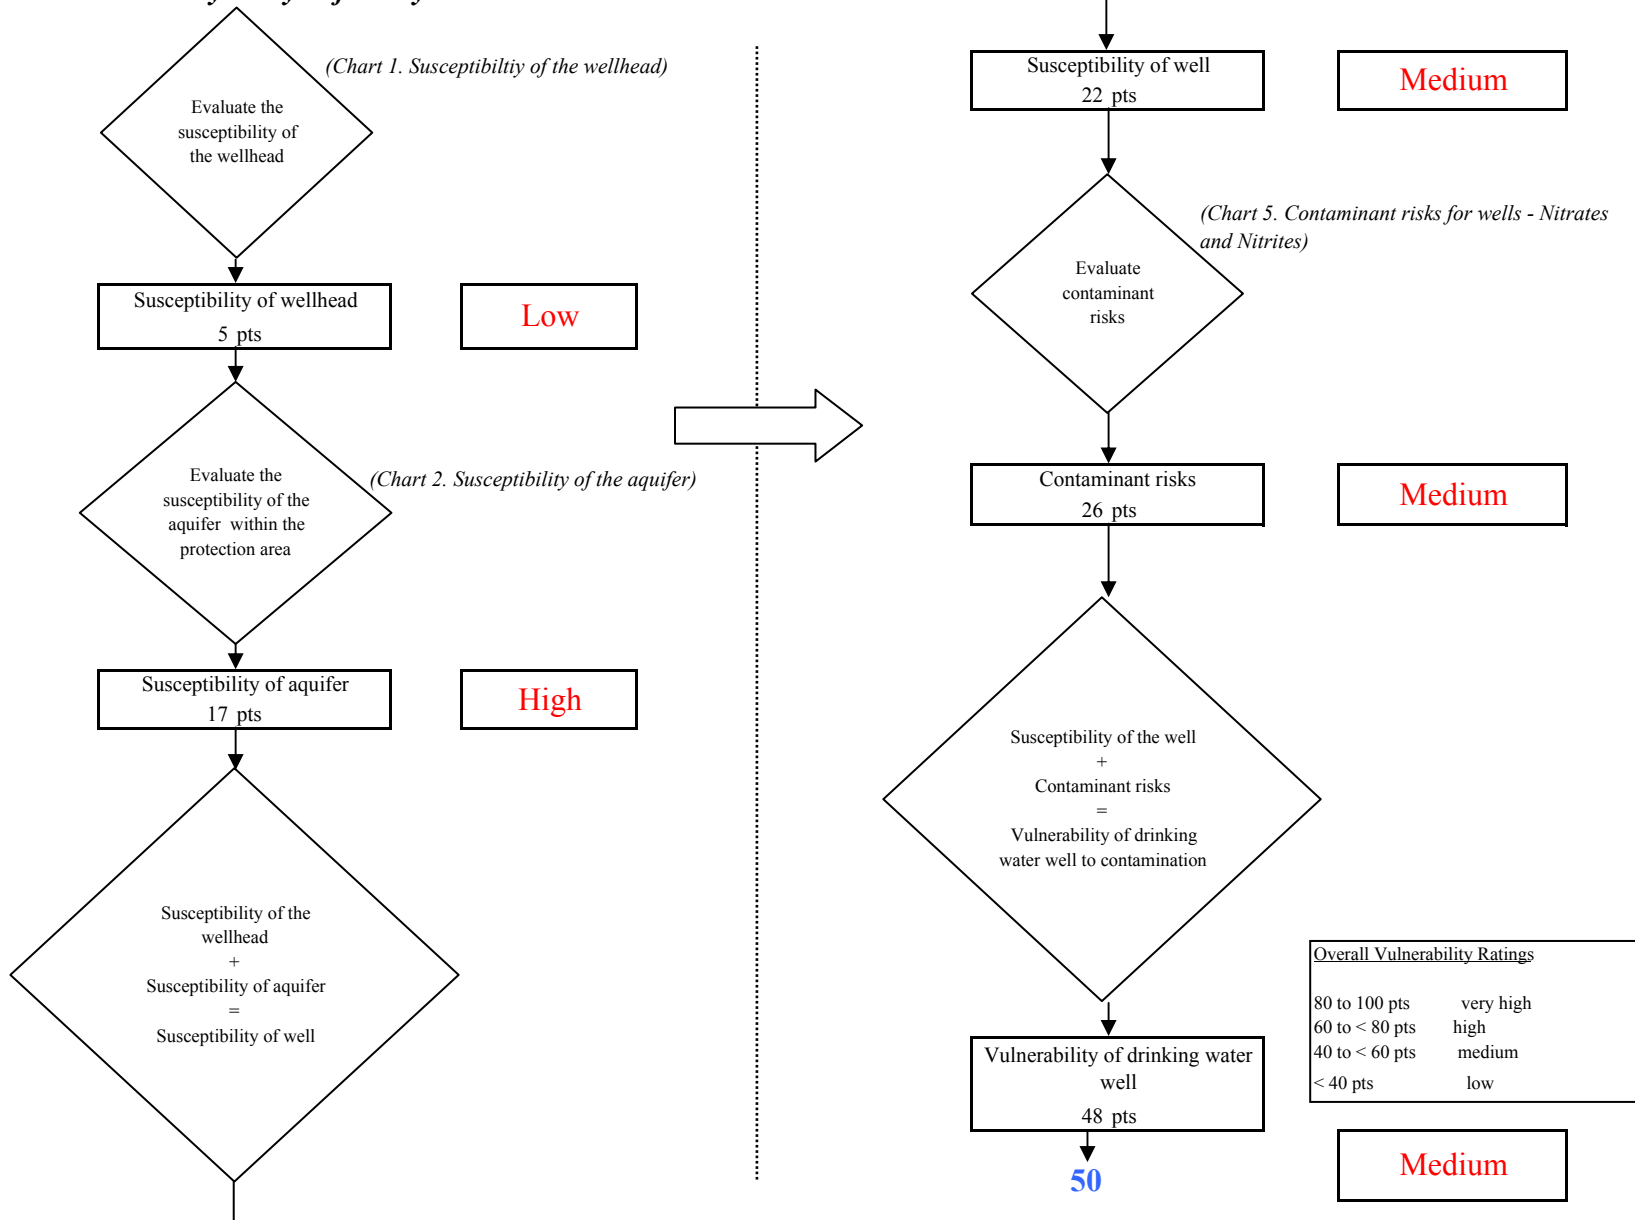 (Chart 1. Susceptibiltiy of the wellhead)
Evaluate the
susceptibility of
the wellhead
Susceptibility of wellhead
5 pts
Low
(Chart 2. Susceptibility of the aquifer)
Evaluate the
susceptibility of the
aquifer within the
protection area
Susceptibility of aquifer
17 pts
High
Susceptibility of the
wellhead
+
Susceptibility of aquifer
=
Susceptibility of well
Susceptibility of well
22 pts
Medium
(Chart 5. Contaminant risks for wells - Nitrates
and Nitrites)
Evaluate
contaminant
risks
Contaminant risks
26 pts
Medium
Susceptibility of the well
+
Contaminant risks
=
Vulnerability of drinking
water well to contamination
Overall Vulnerability Ratings
80 to 100 pts very high
60 to < 80 pts high
40 to < 60 pts medium
< 40 pts low
Vulnerability of drinking water
well
48 pts
50
Medium